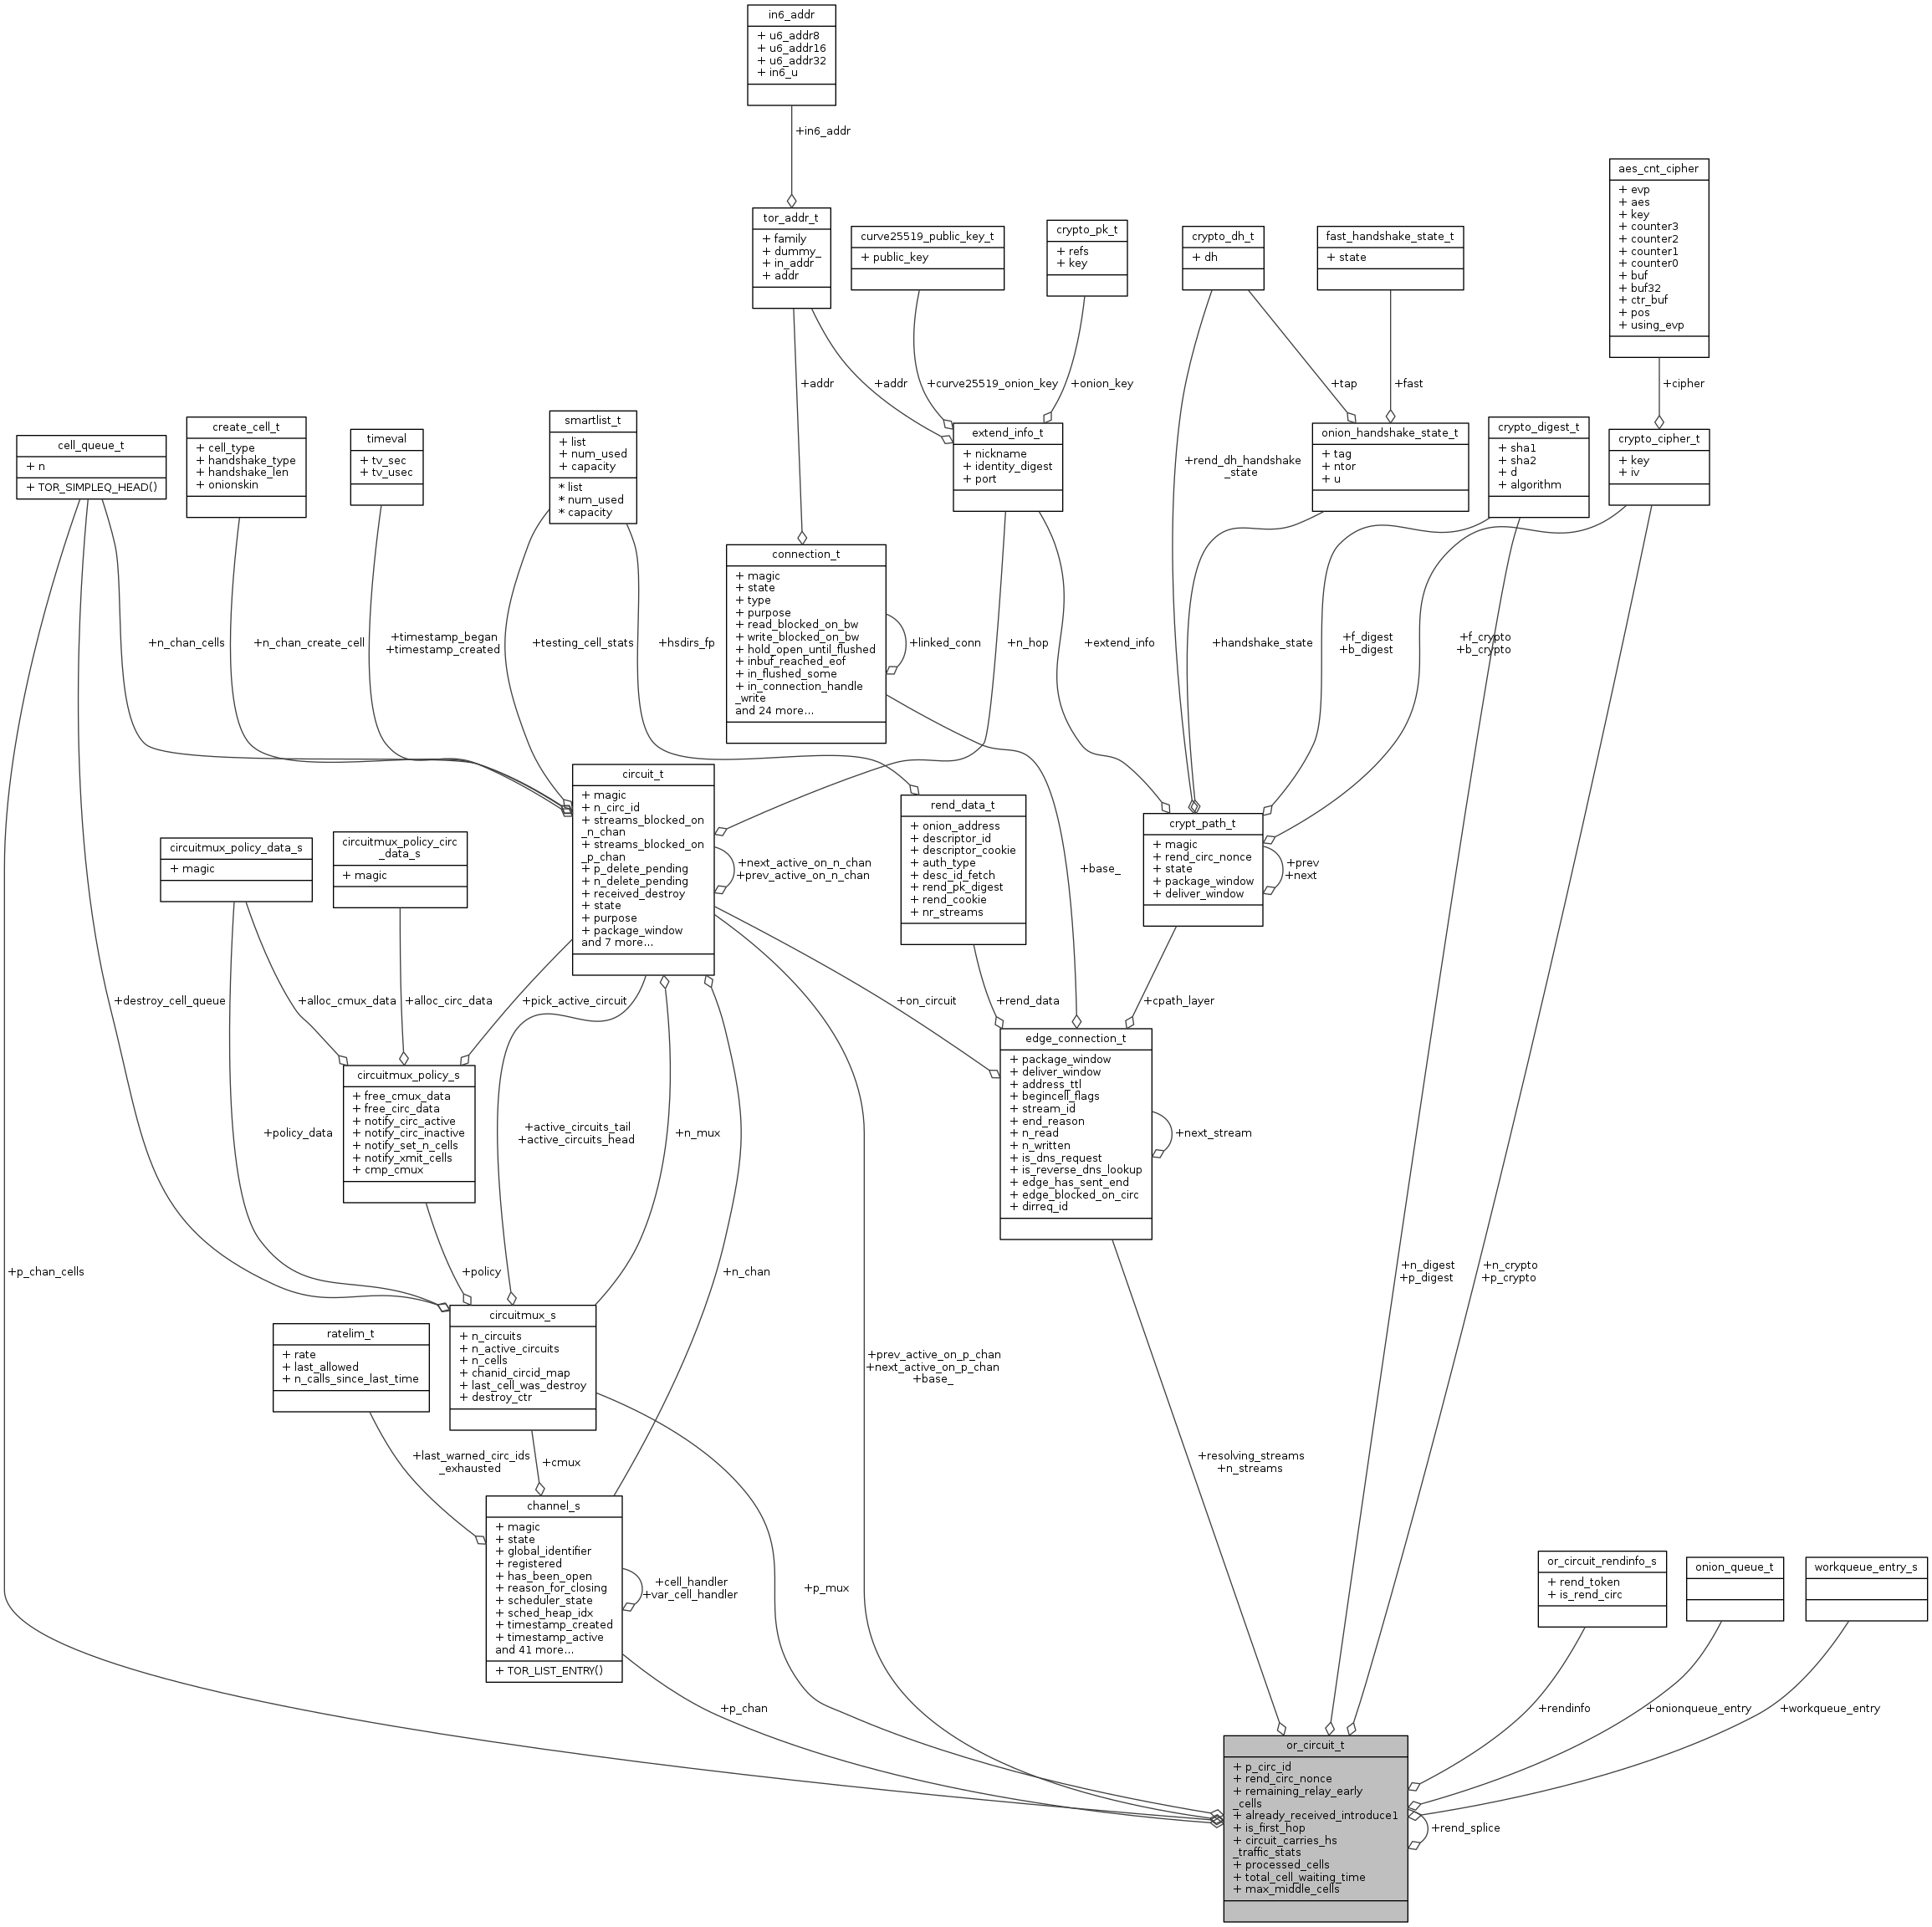 in6_addr
+ u6_addr8
+ u6_addr16
+ u6_addr32
+ in6_u
+in6_addr
tor_addr_t
+ family
+ dummy_
+ in_addr
+ addr
curve25519_public_key_t
+ public_key
crypto_pk_t
+ refs
+ key
crypto_dh_t
+ dh
fast_handshake_state_t
+ state
aes_cnt_cipher
+ evp
+ aes
+ key
+ counter3
+ counter2
+ counter1
+ counter0
+ buf
+ buf32
+ ctr_buf
+ pos
+ using_evp
+addr
+addr
+curve25519_onion_key
+onion_key
+tap
+fast
+cipher
cell_queue_t
+ n
+ TOR_SIMPLEQ_HEAD()
create_cell_t
+ cell_type
+ handshake_type
+ handshake_len
+ onionskin
timeval
+ tv_sec
+ tv_usec
smartlist_t
+ list
+ num_used
+ capacity
* list
* num_used
* capacity
extend_info_t
+ nickname
+ identity_digest
+ port
+rend_dh_handshake
_state
onion_handshake_state_t
+ tag
+ ntor
+ u
crypto_digest_t
+ sha1
+ sha2
+ d
+ algorithm
crypto_cipher_t
+ key
+ iv
connection_t
+ magic
+ state
+ type
+ purpose
+ read_blocked_on_bw
+ write_blocked_on_bw
+ hold_open_until_flushed
+ inbuf_reached_eof
+ in_flushed_some
+ in_connection_handle
_write
and 24 more...
+n_chan_cells
+n_chan_create_cell
+timestamp_began
+timestamp_created
+testing_cell_stats
+hsdirs_fp
+linked_conn
+n_hop
+extend_info
+handshake_state
+f_digest
+b_digest
+f_crypto
+b_crypto
circuit_t
+ magic
+ n_circ_id
+ streams_blocked_on
_n_chan
+ streams_blocked_on
_p_chan
+ p_delete_pending
+ n_delete_pending
+ received_destroy
+ state
+ purpose
+ package_window
and 7 more...
+next_active_on_n_chan
+prev_active_on_n_chan
rend_data_t
+ onion_address
+ descriptor_id
+ descriptor_cookie
+ auth_type
+ desc_id_fetch
+ rend_pk_digest
+ rend_cookie
+ nr_streams
+base_
crypt_path_t
+ magic
+ rend_circ_nonce
+ state
+ package_window
+ deliver_window
+prev
+next
circuitmux_policy_data_s
+ magic
circuitmux_policy_circ
_data_s
+ magic
+destroy_cell_queue
+alloc_cmux_data
+alloc_circ_data
+pick_active_circuit
+on_circuit
+rend_data
+cpath_layer
edge_connection_t
+ package_window
+ deliver_window
+ address_ttl
+ begincell_flags
+ stream_id
+ end_reason
+ n_read
+ n_written
+ is_dns_request
+ is_reverse_dns_lookup
+ edge_has_sent_end
+ edge_blocked_on_circ
+ dirreq_id
+next_stream
circuitmux_policy_s
+ free_cmux_data
+ free_circ_data
+ notify_circ_active
+ notify_circ_inactive
+ notify_set_n_cells
+ notify_xmit_cells
+ cmp_cmux
+policy_data
+active_circuits_tail
+active_circuits_head
+n_mux
+p_chan_cells
+policy
+n_chan
+n_digest
+p_digest
+n_crypto
+p_crypto
circuitmux_s
+ n_circuits
+ n_active_circuits
+ n_cells
+ chanid_circid_map
+ last_cell_was_destroy
+ destroy_ctr
ratelim_t
+ rate
+ last_allowed
+ n_calls_since_last_time
+prev_active_on_p_chan
+next_active_on_p_chan
+base_
+last_warned_circ_ids
_exhausted
+cmux
+resolving_streams
+n_streams
channel_s
+ magic
+ state
+ global_identifier
+ registered
+ has_been_open
+ reason_for_closing
+ scheduler_state
+ sched_heap_idx
+ timestamp_created
+ timestamp_active
and 41 more...
+ TOR_LIST_ENTRY()
+cell_handler
+var_cell_handler
+p_mux
or_circuit_rendinfo_s
+ rend_token
+ is_rend_circ
onion_queue_t
workqueue_entry_s
+p_chan
+rendinfo
+onionqueue_entry
+workqueue_entry
or_circuit_t
+ p_circ_id
+ rend_circ_nonce
+ remaining_relay_early
_cells
+ already_received_introduce1
+ is_first_hop
+ circuit_carries_hs
_traffic_stats
+ processed_cells
+ total_cell_waiting_time
+ max_middle_cells
+rend_splice